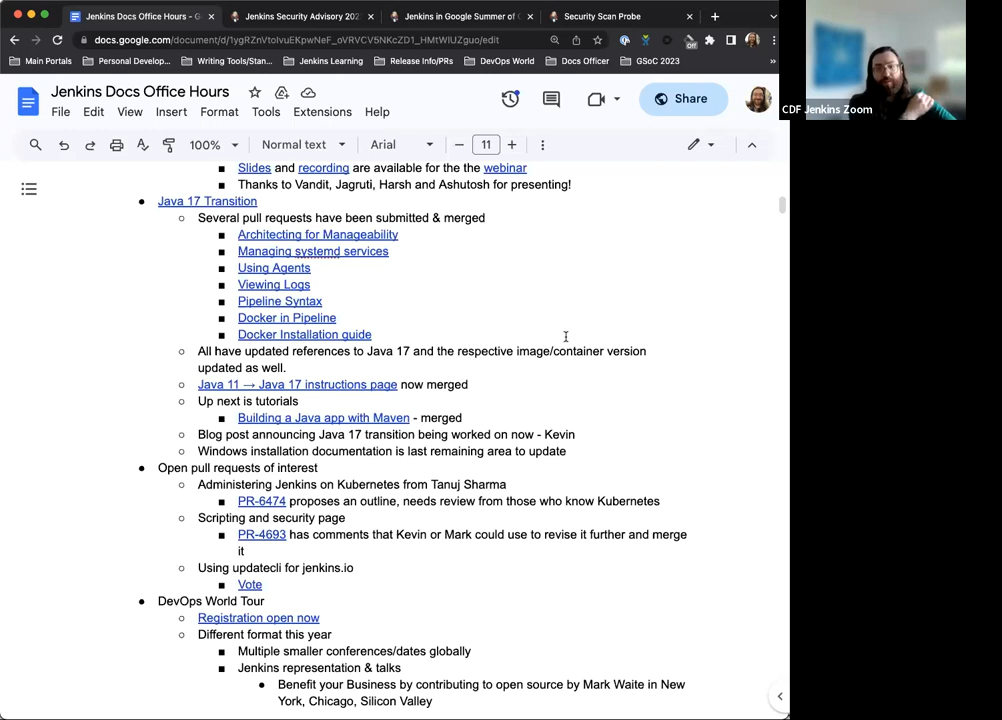 Jenkins Docs Office Hours - G
Jenkins Security Advisory 202
Jenkins in Google Summer of C
Security Scan Probe
docs.google.com/document/d/1ygRZnVtoIvuEKpwNeF_oVRVCV5NKcZD1_HMtWlUZguo/edit
Off
Main Portals
Personal Develop...
Writing Tools/Stan...
Jenkins Learning
Release Info/PRs
DevOps World
Docs Officer
GSoC 2023
»
CDF Jenkins Zoom
Jenkins Docs Office Hours
File Edit View Insert Format Tools Extensions Help
Share
100% Normal text Arial – 11 +
■ Slides and recording are available for the the webinar
■ Thanks to Vandit, Jagruti, Harsh and Ashutosh for presenting!
● Java 17 Transition
○ Several pull requests have been submitted & merged
■ Architecting for Manageability
■ Managing systemd services
■ Using Agents
■ Viewing Logs
■ Pipeline Syntax
■ Docker in Pipeline
■ Docker Installation guide
○ All have updated references to Java 17 and the respective image/container version
updated as well.
○ Java 11 → Java 17 instructions page now merged
○ Up next is tutorials
■ Building a Java app with Maven - merged
○ Blog post announcing Java 17 transition being worked on now - Kevin
○ Windows installation documentation is last remaining area to update
● Open pull requests of interest
○ Administering Jenkins on Kubernetes from Tanuj Sharma
■ PR-6474 proposes an outline, needs review from those who know Kubernetes
○ Scripting and security page
■ PR-4693 has comments that Kevin or Mark could use to revise it further and merge
it
○ Using updatecli for jenkins.io
■ Vote
● DevOps World Tour
○ Registration open now
○ Different format this year
■ Multiple smaller conferences/dates globally
■ Jenkins representation & talks
● Benefit your Business by contributing to open source by Mark Waite in New
York, Chicago, Silicon Valley